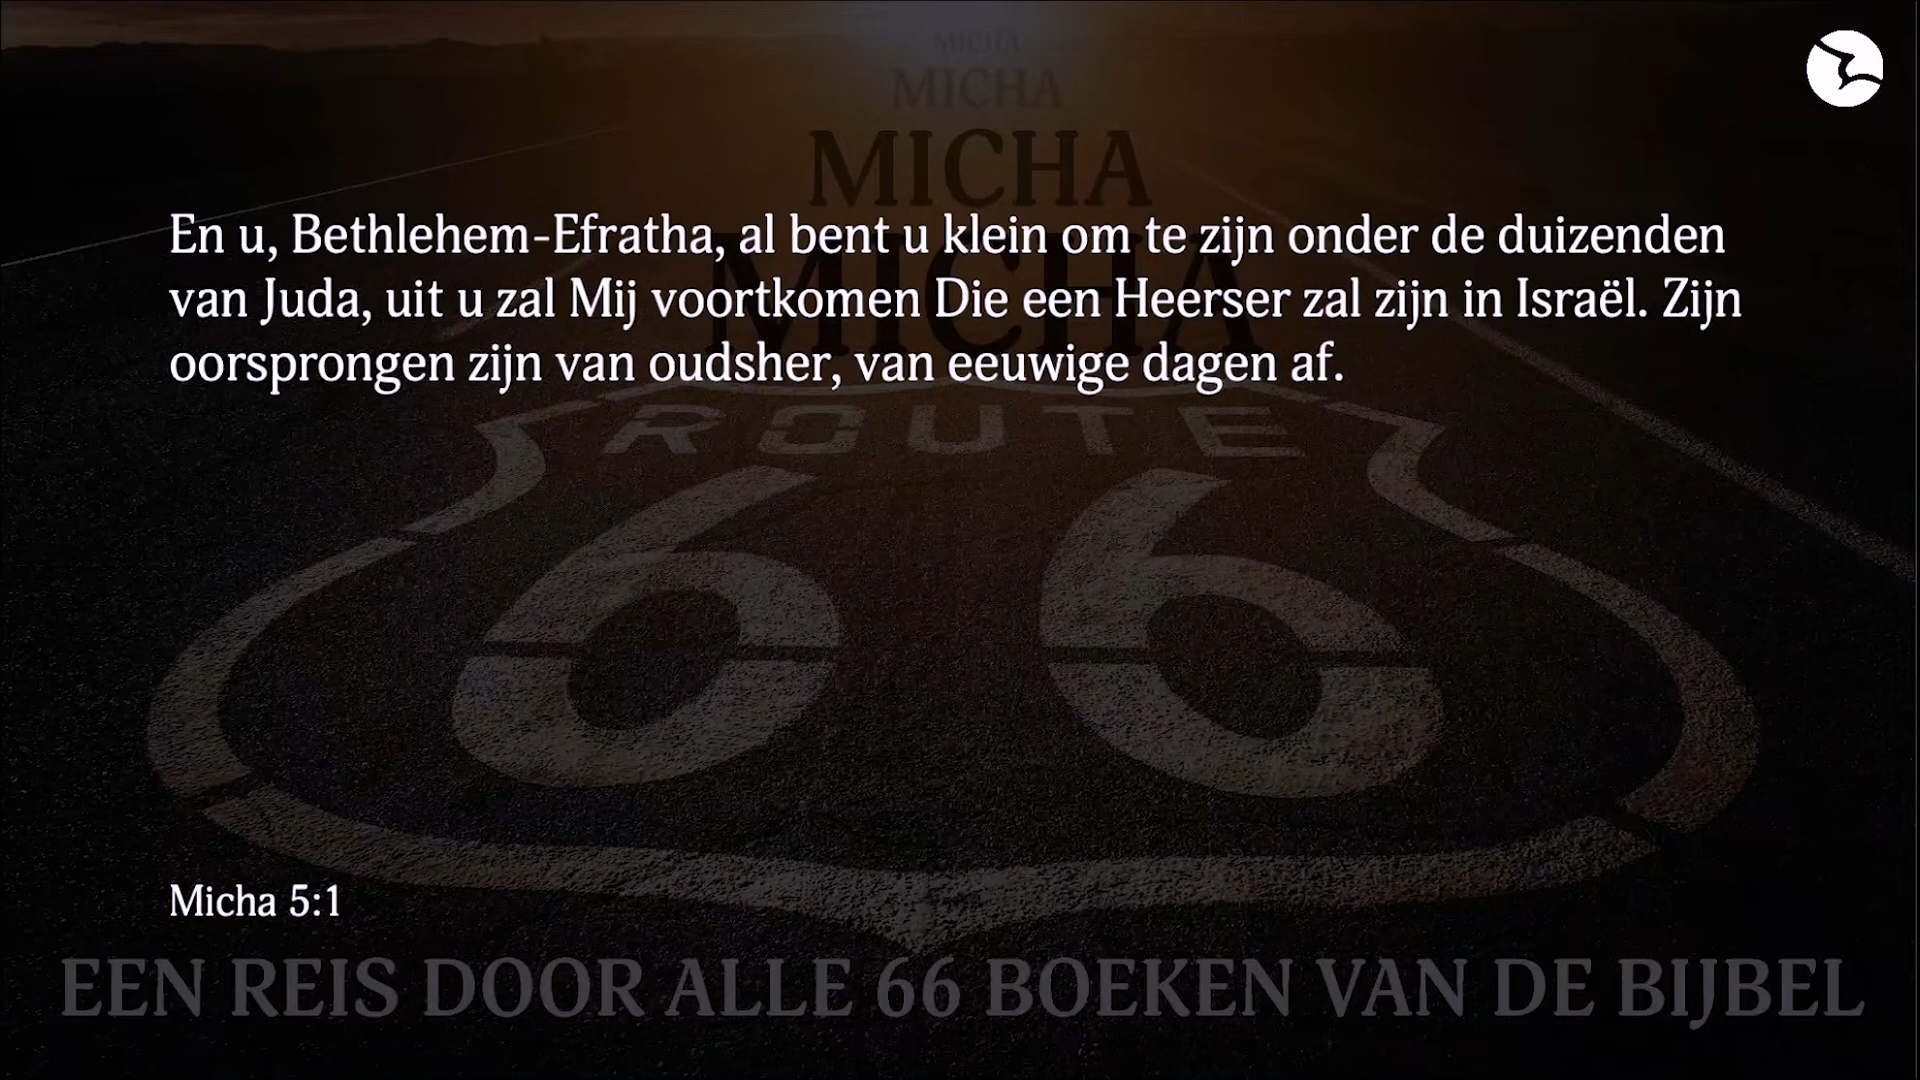 MICHA
MICHA
MICHA
MICHA
En u, Bethlehem-Efratha, al bent u klein om te zijn onder de duizenden
van Juda, uit u zal Mij voortkomen Die een Heerser zal zijn in Israël. Zijn
oorsprongen zijn van oudsher, van eeuwige dagen af.
ROUTE
66
Micha 5:1
EEN REIS DOOR ALLE 66 BOEKEN VAN DE BIJBEL